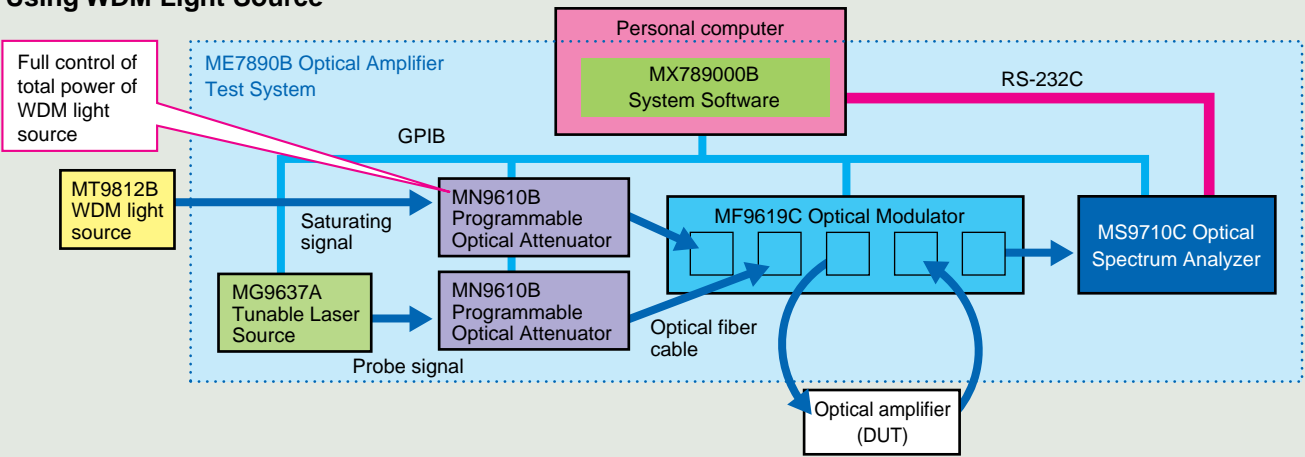 Using WDM Light Source
Personal computer
MX789000B
System Software
Full control of
total power of
WDM light
source
ME7890B Optical Amplifier
Test System
RS-232C
GPIB
MT9812B
WDM light
source
Saturating
signal
MN9610B
Programmable
Optical Attenuator
MF9619C Optical Modulator
MS9710C Optical
Spectrum Analyzer
MG9637A
Tunable Laser
Source
MN9610B
Programmable
Optical Attenuator
Optical fiber
cable
Probe signal
Optical amplifier
(DUT)